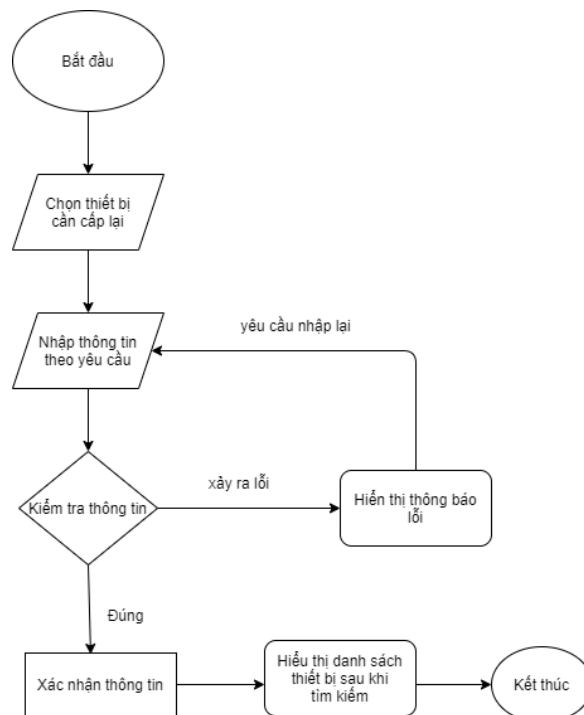 Bắt đầu
Chọn thiết bị
cần cấp lại
yêu cầu nhập lại
Nhập thông tin
theo yêu cầu
Kiểm tra thông tin
xảy ra lỗi
Hiển thị thông báo
lỗi
Đúng
Xác nhận thông tin
Hiểu thị danh sách
thiết bị sau khi
tìm kiếm
Kết thúc